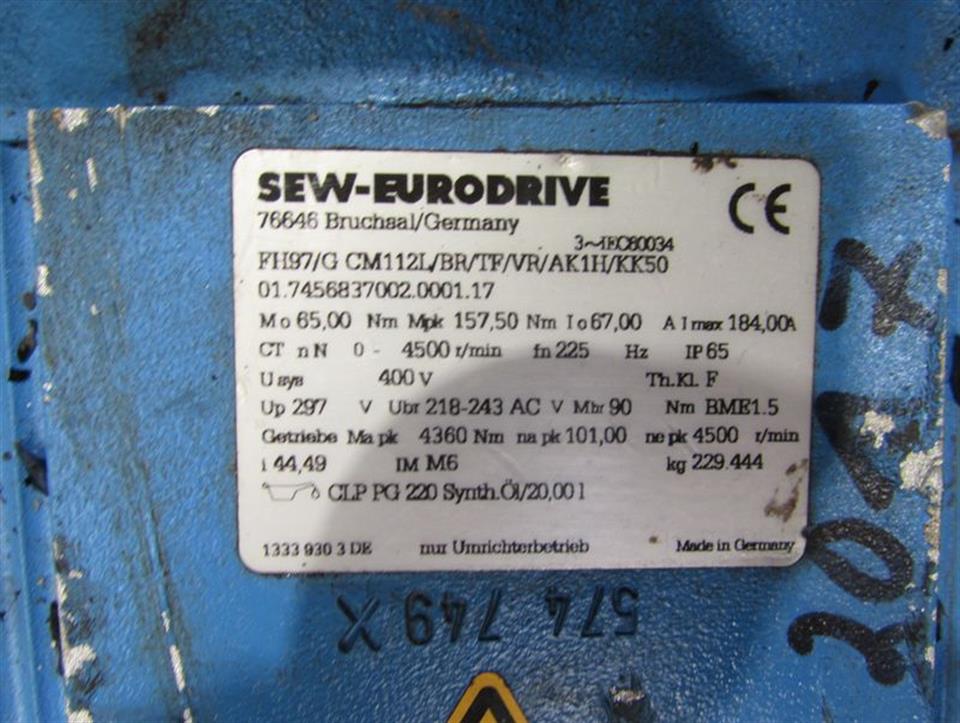 SEW-EURODRIVE
CE
76646 Bruchsal/Germany
3~IEC60034
FH97/G CM112L/BR/TF/VR/AK1H/KK50
01.7456837002.0001.17
Mo 65,00 Nm Mpk 157,50 Nm Io 67,00 A Imax 184,00A
CT nN 0 - 4500 r/min fn 225 Hz IP 65
U sys 400 V Th.Kl. F
Up 297 V Ubr 218-243 AC V Mbr 90 Nm BME1.5
Getriebe Ma pk 4360 Nm na pk 101,00 ne pk 4500 r/min
i 44,49 IM M6 kg 229.444
CLP PG 220 Synth.Öl/20,00 l
1333 930 3 DE nur Umrichterbetrieb Made in Germany
574 749 X